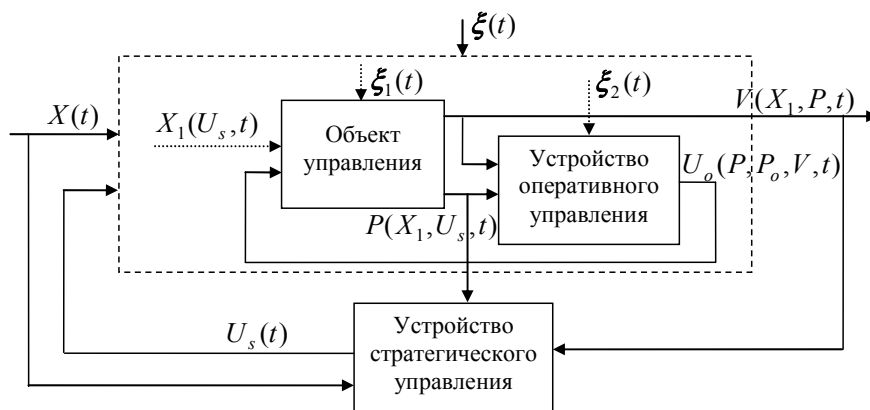 ξ(t)
ξ₁(t)
ξ₂(t)
X(t)
X₁(Uₛ,t)
V(X₁,P,t)
Объект
управления
Устройство
оперативного
управления
Uₒ(P,Pₒ,V,t)
P(X₁,Uₛ,t)
Устройство
стратегического
управления
Uₛ(t)